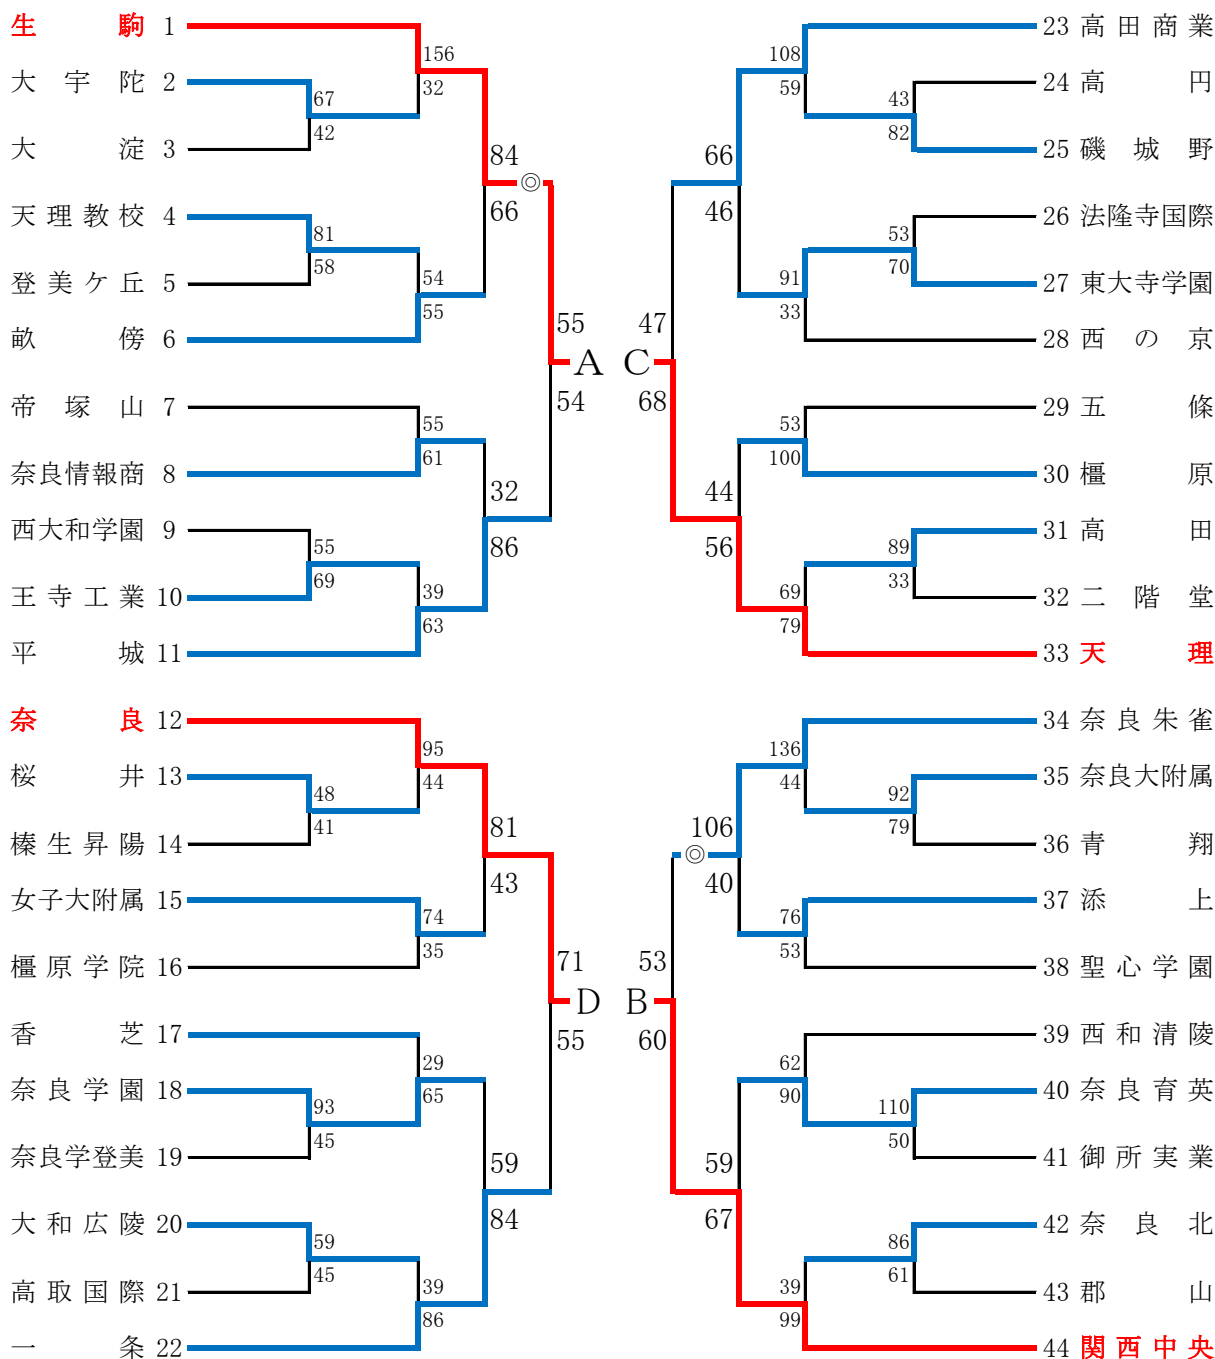 生駒 1
156
大宇陀 2
67
32
42
大淀 3
84
◎
天理教校 4
66
81
58
54
登美ケ丘 5
55
畝傍 6
55
A
54
帝塚山 7
55
61
奈良情報商 8
32
西大和学園 9
86
55
69
39
王寺工業 10
63
平城 11
奈良 12
95
桜井 13
44
48
41
榛生昇陽 14
81
43
女子大附属 15
74
35
橿原学院 16
71
D
55
香芝 17
29
奈良学園 18
65
93
45
奈良学登美 19
59
84
大和広陵 20
59
45
39
高取国際 21
86
一条 22
23 高田商業
108
24 高円
59
43
82
25 磯城野
66
46
26 法隆寺国際
53
70
91
27 東大寺学園
33
28 西の京
47
C
68
29 五條
53
100
30 橿原
44
56
31 高田
89
33
69
32 二階堂
79
33 天理
34 奈良朱雀
136
35 奈良大附属
44
92
79
36 青翔
106
◎
40
37 添上
76
53
38 聖心学園
53
B
60
39 西和清陵
62
40 奈良育英
90
110
50
41 御所実業
59
67
42 奈良北
86
61
39
43 郡山
99
44 関西中央